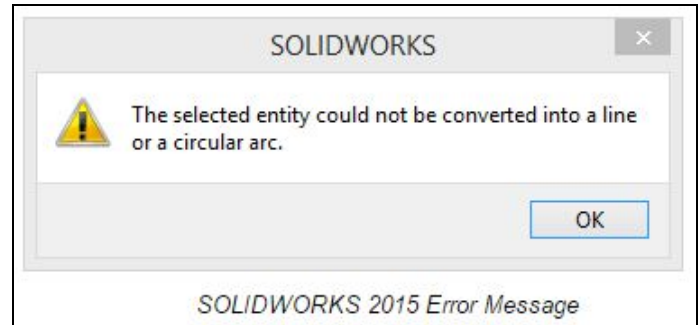 SOLIDWORKS
The selected entity could not be converted into a line
or a circular arc.
OK
SOLIDWORKS 2015 Error Message